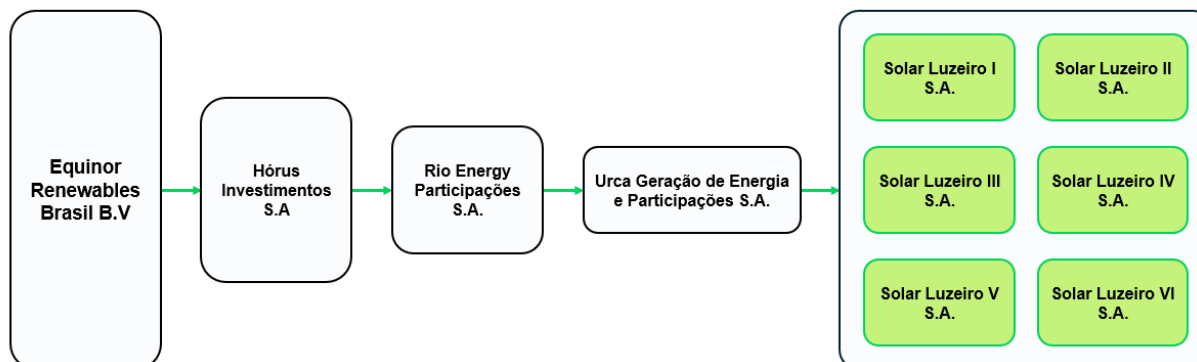 Equinor
Renewables
Brasil B.V
Hórus
Investimentos
S.A
Rio Energy
Participações
S.A.
Urca Geração de Energia
e Participações S.A.
Solar Luzeiro I
S.A.
Solar Luzeiro II
S.A.
Solar Luzeiro III
S.A.
Solar Luzeiro IV
S.A.
Solar Luzeiro V
S.A.
Solar Luzeiro VI
S.A.